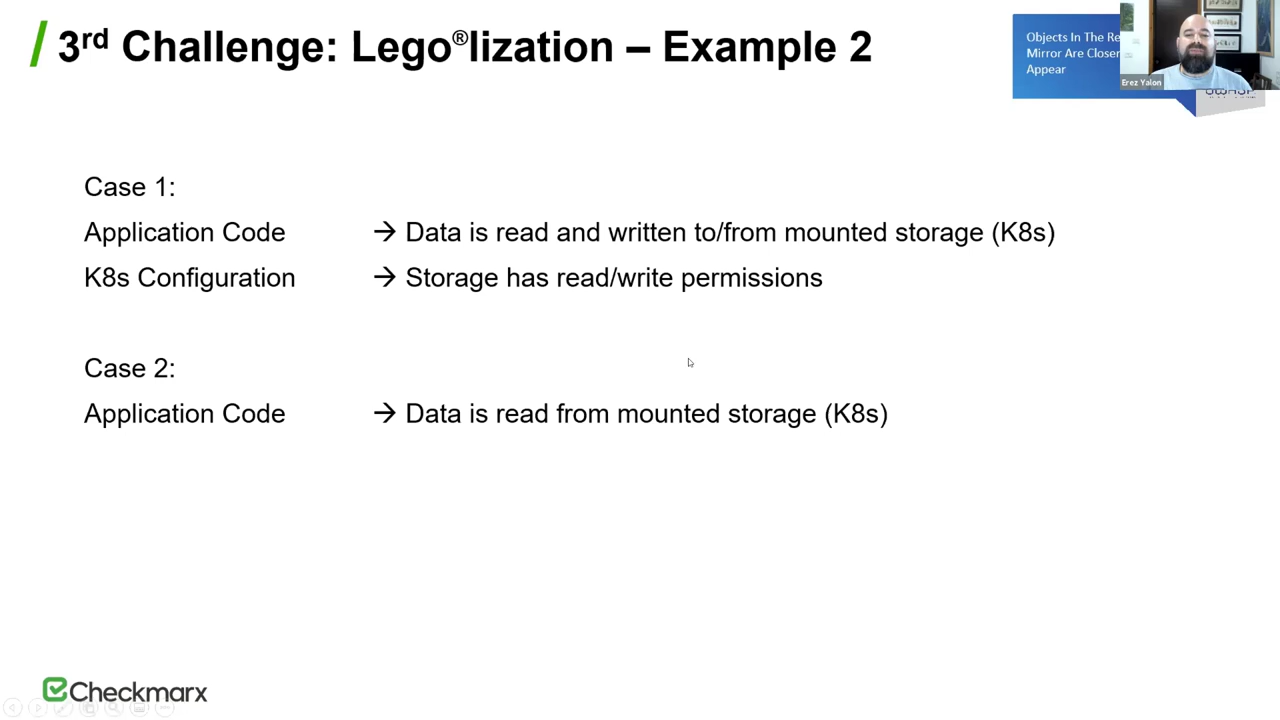 3rd Challenge: Lego®lization – Example 2
Objects In The Re
Mirror Are Closer
Appear
Erez Yalon
Case 1:
Application Code → Data is read and written to/from mounted storage (K8s)
K8s Configuration → Storage has read/write permissions
Case 2:
Application Code → Data is read from mounted storage (K8s)
Checkmarx